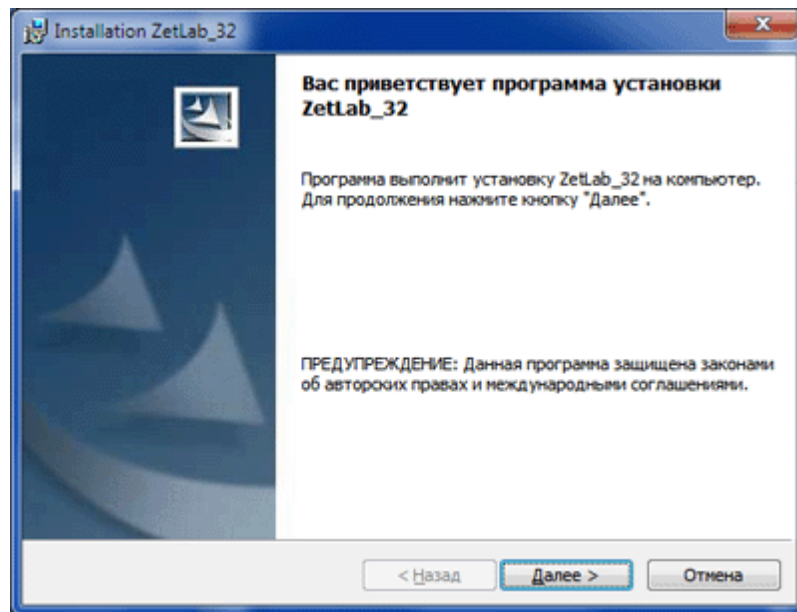 Installation ZetLab_32
Вас приветствует программа установки
ZetLab_32
Программа выполнит установку ZetLab_32 на компьютер.
Для продолжения нажмите кнопку "Далее".
ПРЕДУПРЕЖДЕНИЕ: Данная программа защищена законами
об авторских правах и международными соглашениями.
< Назад
Далее >
Отмена